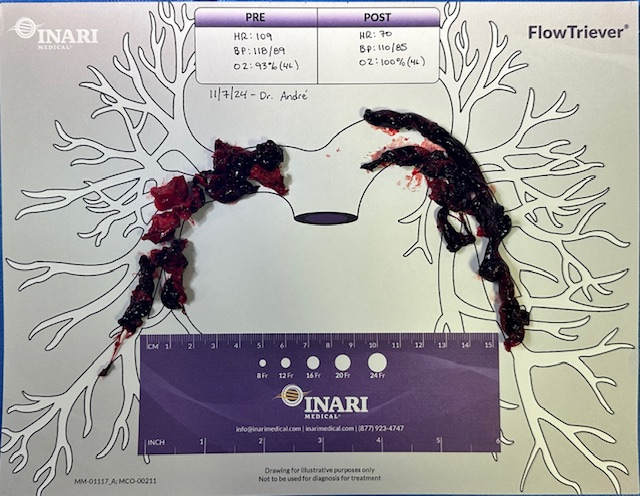 INARI
MEDICAL®
PRE
POST
HR: 109
BP: 118/89
O2: 93% (4L)
HR: 70
BP: 110/85
O2: 100% (4L)
FlowTriever®
11/7/24 - Dr. André
CM 1 2 3 4 5 6 7 8 9 10 11 12 13 14 15
8 Fr 12 Fr 16 Fr 20 Fr 24 Fr
INARI
MEDICAL®
info@inarimedical.com | inarimedical.com | (877) 923-4747
INCH 1 2 3 4 5 6
Drawing for illustrative purposes only
Not to be used for diagnosis for treatment
MM-01117_A; MCO-00211